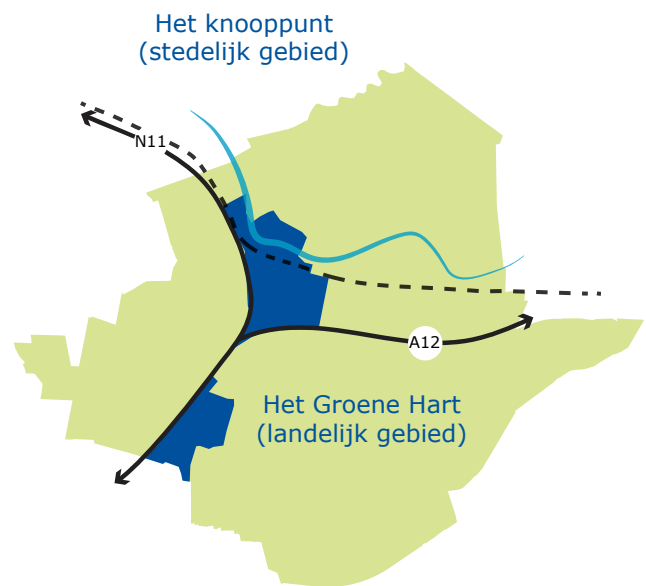 Het knooppunt
(stedelijk gebied)
N11
A12
Het Groene Hart
(landelijk gebied)